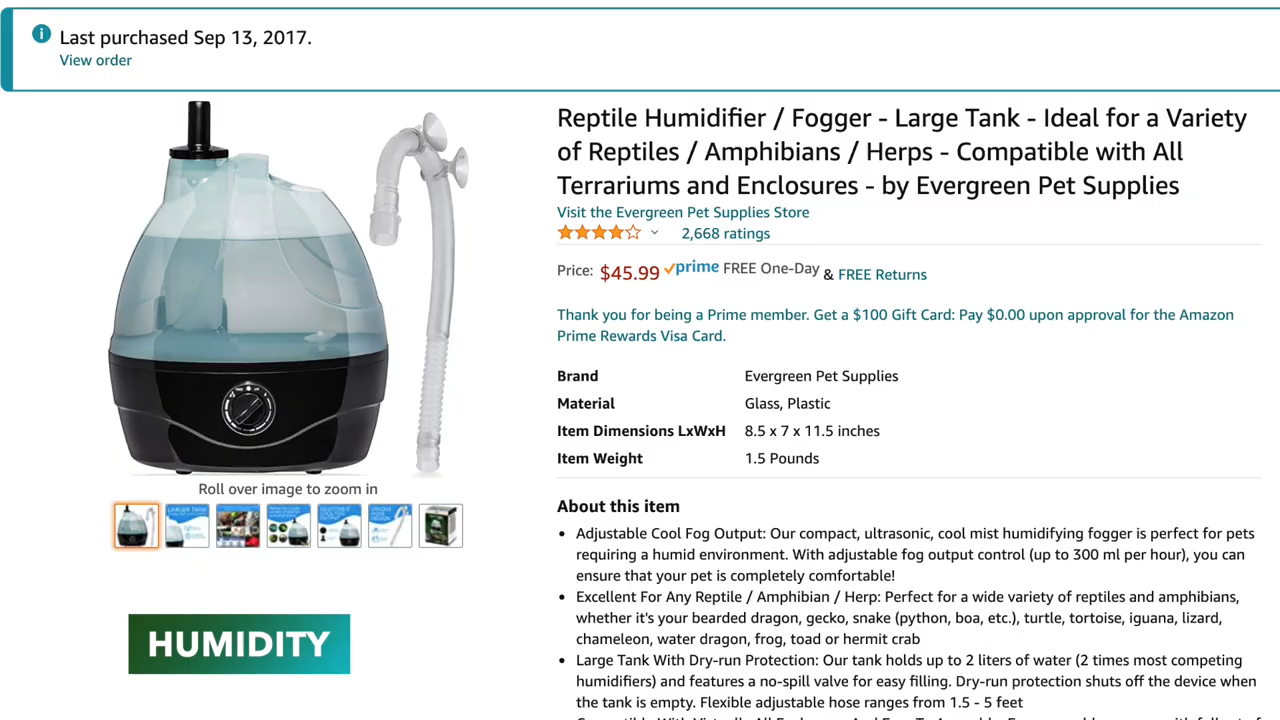 Last purchased Sep 13, 2017.
View order
Reptile Humidifier / Fogger - Large Tank - Ideal for a Variety
of Reptiles / Amphibians / Herps - Compatible with All
Terrariums and Enclosures - by Evergreen Pet Supplies
Visit the Evergreen Pet Supplies Store
2,668 ratings
Price: $45.99 prime FREE One-Day & FREE Returns
Thank you for being a Prime member. Get a $100 Gift Card: Pay $0.00 upon approval for the Amazon
Prime Rewards Visa Card.
Brand Evergreen Pet Supplies
Material Glass, Plastic
Item Dimensions LxWxH 8.5 x 7 x 11.5 inches
Item Weight 1.5 Pounds
Roll over image to zoom in
LARGER TANK
HUMIDITY
About this item
• Adjustable Cool Fog Output: Our compact, ultrasonic, cool mist humidifying fogger is perfect for pets
requiring a humid environment. With adjustable fog output control (up to 300 ml per hour), you can
ensure that your pet is completely comfortable!
• Excellent For Any Reptile / Amphibian / Herp: Perfect for a wide variety of reptiles and amphibians,
whether it's your bearded dragon, gecko, snake (python, boa, etc.), turtle, tortoise, iguana, lizard,
chameleon, water dragon, frog, toad or hermit crab
• Large Tank With Dry-run Protection: Our tank holds up to 2 liters of water (2 times most competing
humidifiers) and features a no-spill valve for easy filling. Dry-run protection shuts off the device when
the tank is empty. Flexible adjustable hose ranges from 1.5 - 5 feet